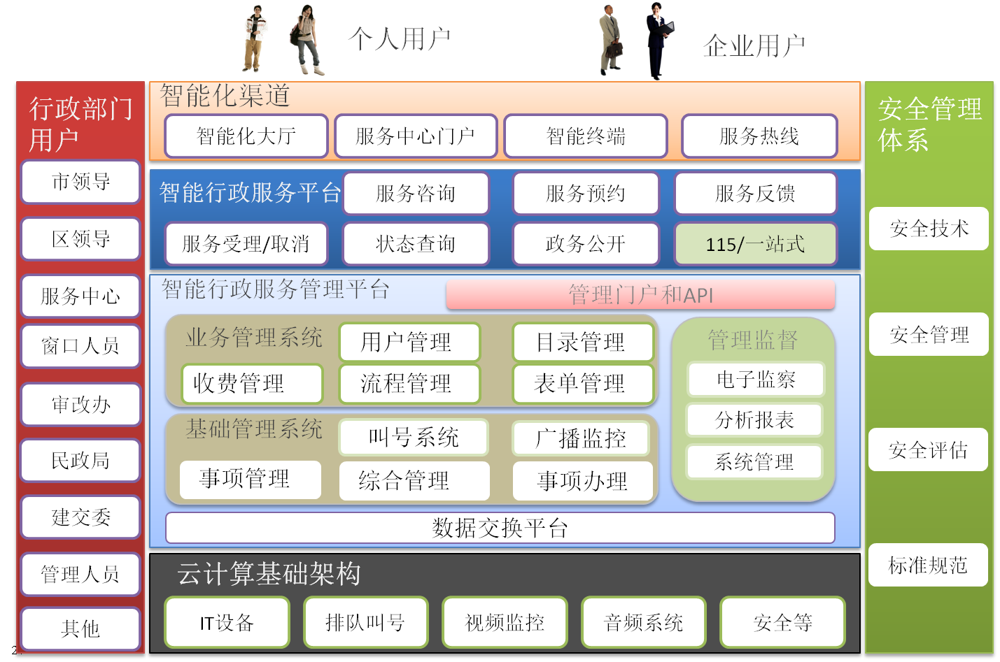 个人用户
企业用户
行政部门
用户
市领导
区领导
服务中心
窗口人员
审改办
民政局
建交委
管理人员
其他
智能化渠道
智能化大厅
服务中心门户
智能终端
服务热线
智能行政服务平台
服务咨询
服务预约
服务反馈
服务受理/取消
状态查询
政务公开
115/一站式
智能行政服务管理平台
管理门户和API
业务管理系统
用户管理
目录管理
收费管理
流程管理
表单管理
基础管理系统
叫号系统
广播监控
事项管理
综合管理
事项办理
管理监督
电子监察
分析报表
系统管理
数据交换平台
云计算基础架构
IT设备
排队叫号
视频监控
音频系统
安全等
安全管理
体系
安全技术
安全管理
安全评估
标准规范